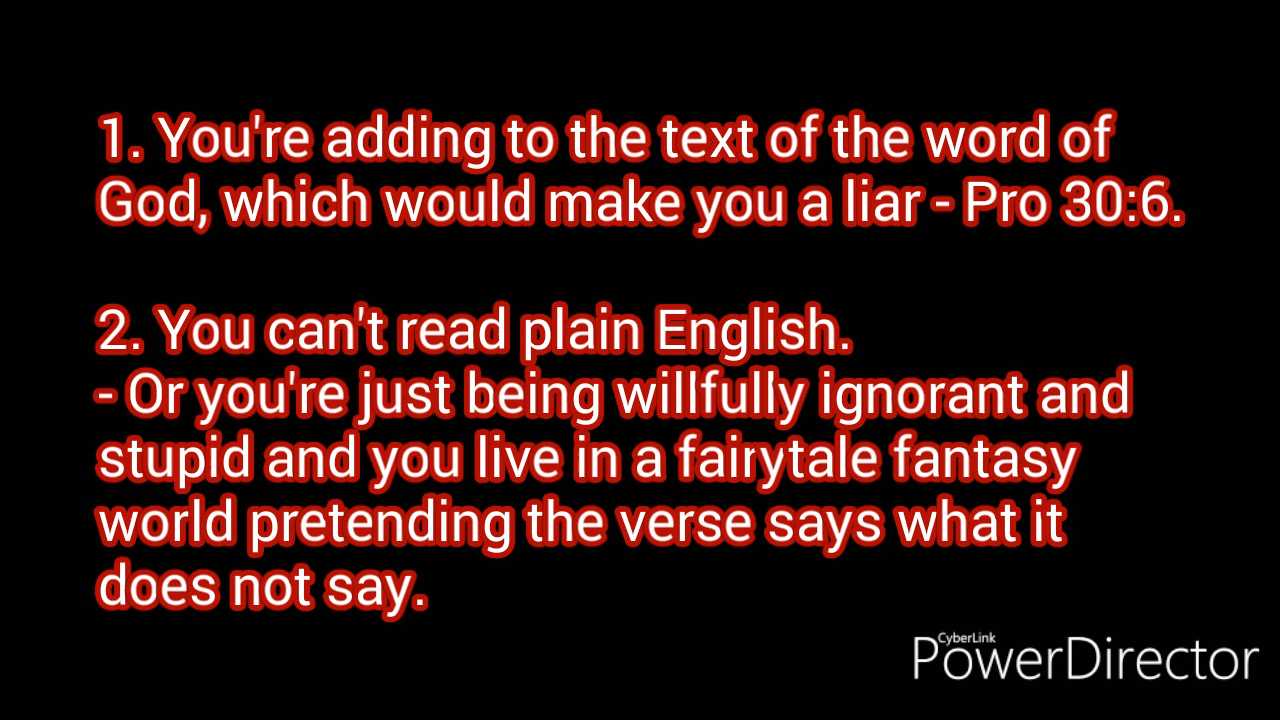 1. You're adding to the text of the word of
God, which would make you a liar - Pro 30:6.
2. You can't read plain English.
- Or you're just being willfully ignorant and
stupid and you live in a fairytale fantasy
world pretending the verse says what it
does not say.
CyberLink
PowerDirector